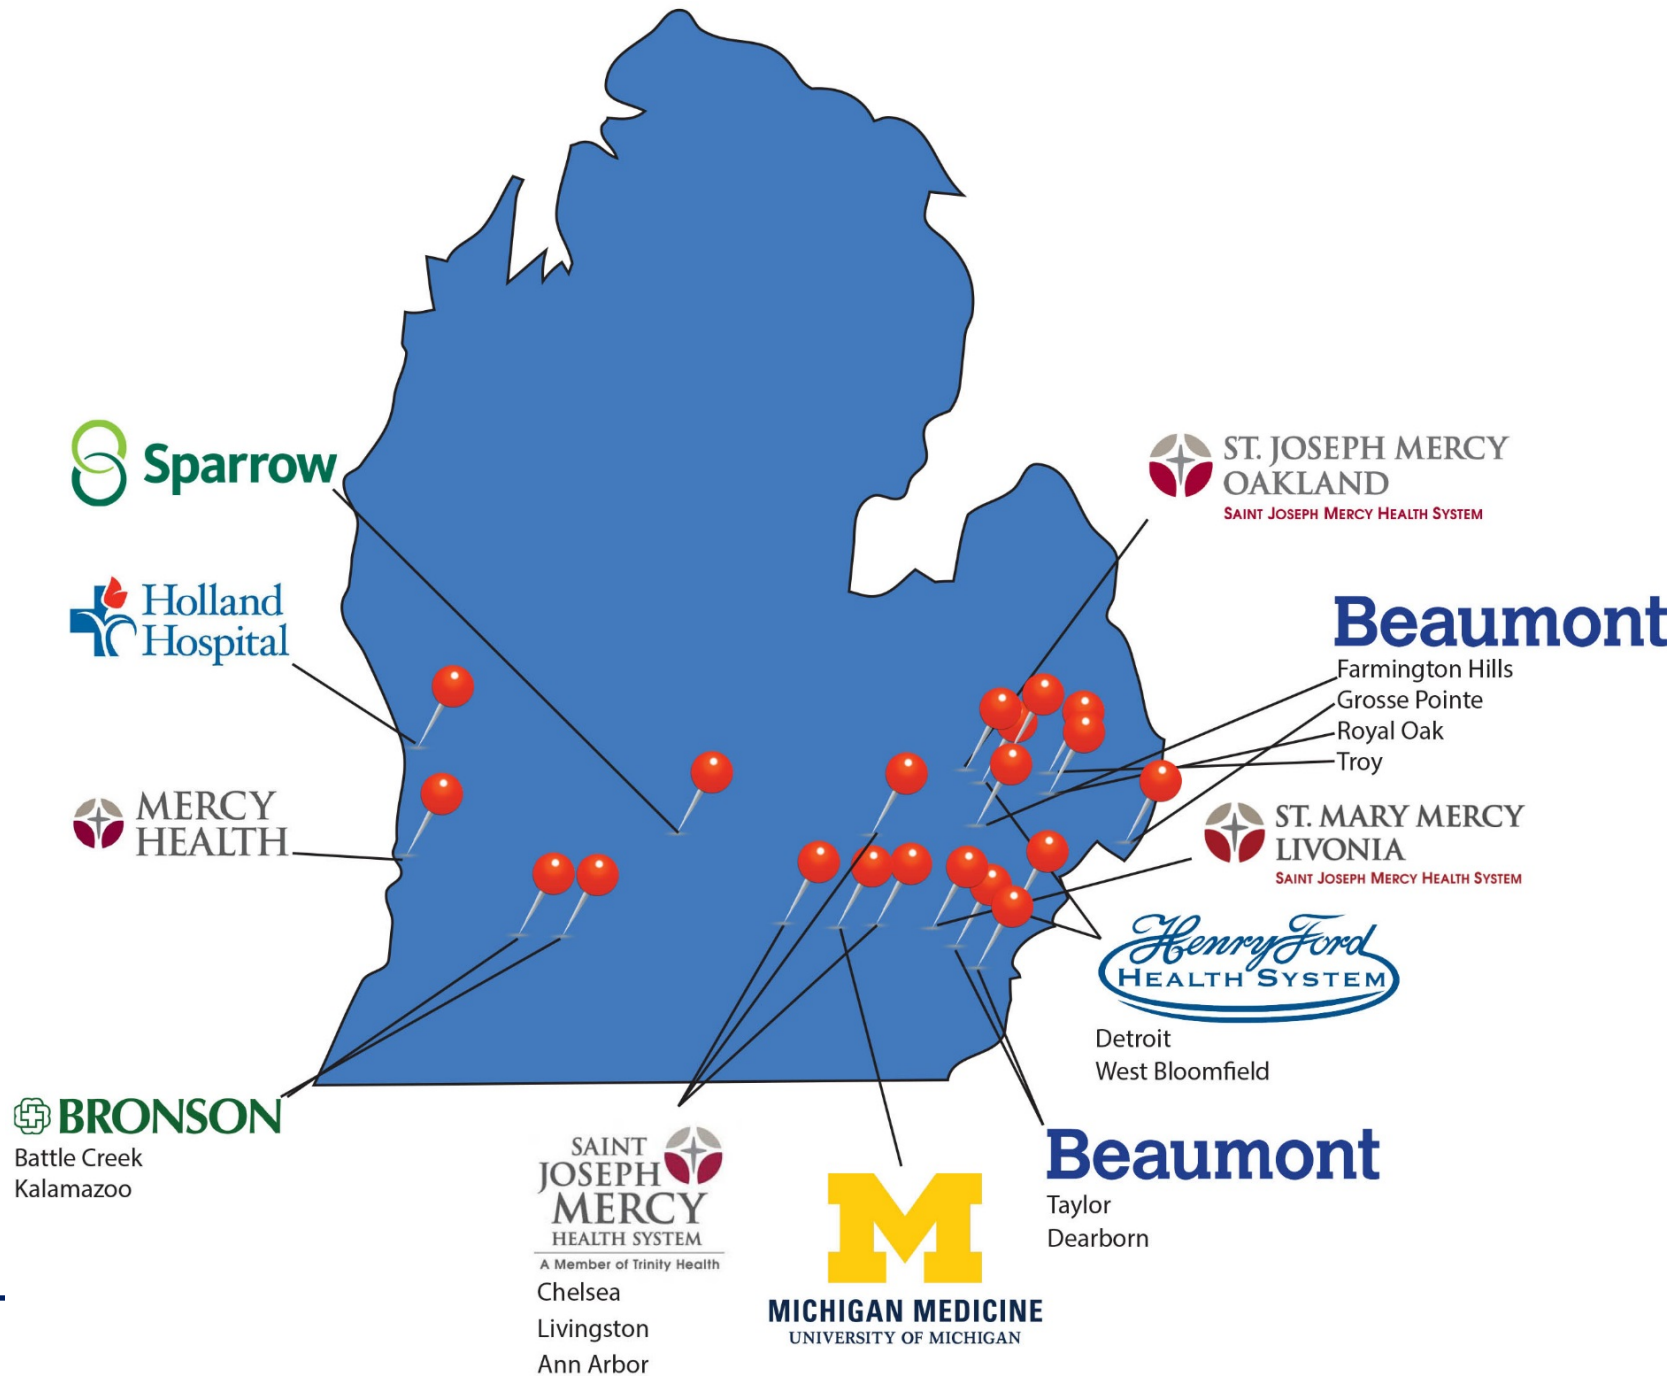 Sparrow
Holland
Hospital
MERCY
HEALTH
BRONSON
Battle Creek
Kalamazoo
SAINT
JOSEPH
MERCY
HEALTH SYSTEM
A Member of Trinity Health
Chelsea
Livingston
Ann Arbor
M
MICHIGAN MEDICINE
UNIVERSITY OF MICHIGAN
ST. JOSEPH MERCY
OAKLAND
SAINT JOSEPH MERCY HEALTH SYSTEM
Beaumont
Farmington Hills
Grosse Pointe
Royal Oak
Troy
ST. MARY MERCY
LIVONIA
SAINT JOSEPH MERCY HEALTH SYSTEM
Henry Ford
HEALTH SYSTEM
Detroit
West Bloomfield
Beaumont
Taylor
Dearborn